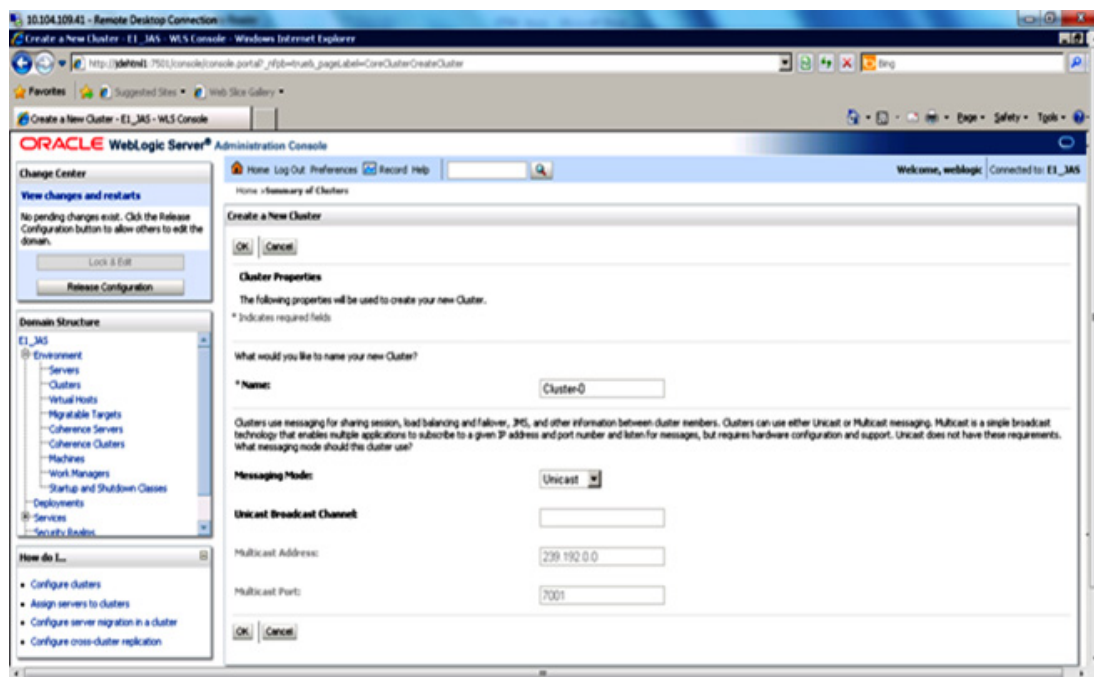 10.104.109.41 - Remote Desktop Connection
Create a New Cluster - E1_JAS - WLS Console - Windows Internet Explorer
http://jdehtml1:7501/console/console.portal?_nfpb=true&_pageLabel=CoreClusterCreateCluster
Bing
Favorites Suggested Sites Web Slice Gallery
Create a New Cluster - E1_JAS - WLS Console
Page Safety Tools
ORACLE WebLogic Server® Administration Console
Change Center
View changes and restarts
No pending changes exist. Click the Release
Configuration button to allow others to edit the
domain.
Lock & Edit
Release Configuration
Domain Structure
E1_JAS
Environment
Servers
Clusters
Virtual Hosts
Migratable Targets
Coherence Servers
Coherence Clusters
Machines
Work Managers
Startup and Shutdown Classes
Deployments
Services
Security Realms
How do I...
Configure clusters
Assign servers to clusters
Configure server migration in a cluster
Configure cross-cluster replication
Home Log Out Preferences Record Help
Welcome, weblogic Connected to: E1_JAS
Home >Summary of Clusters
Create a New Cluster
OK Cancel
Cluster Properties
The following properties will be used to create your new Cluster.
* Indicates required fields
What would you like to name your new Cluster?
* Name: Cluster-0
Clusters use messaging for sharing session, load balancing and failover, JMS, and other information between cluster members. Clusters can use either Unicast or Multicast messaging. Multicast is a simple broadcast
technology that enables multiple applications to subscribe to a given IP address and port number and listen for messages, but requires hardware configuration and support. Unicast does not have these requirements.
What messaging mode should this cluster use?
Messaging Mode: Unicast
Unicast Broadcast Channel:
Multicast Address: 239.192.0.0
Multicast Port: 7001
OK Cancel